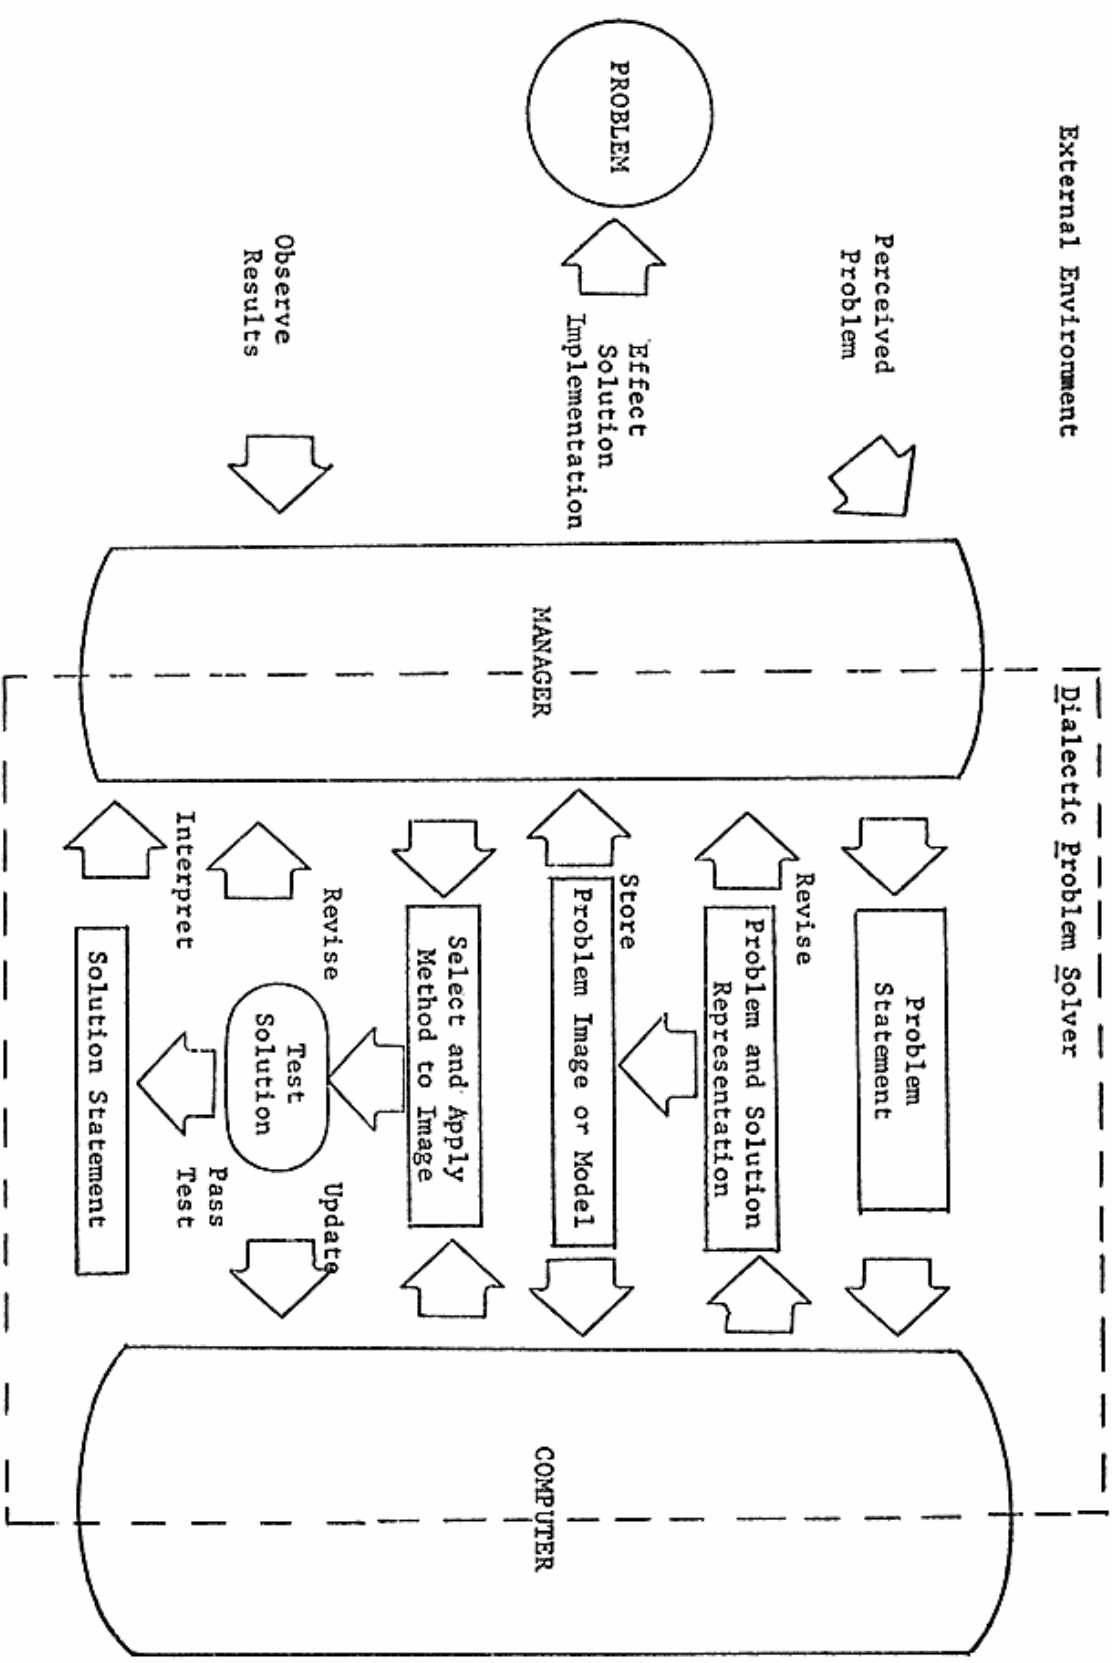 External Environment
Dialectic Problem Solver
PROBLEM
Perceived
Problem
Effect
Solution
Implementation
Observe
Results
MANAGER
Problem
Statement
Revise
Problem and Solution
Representation
Store
Problem Image or Model
Select and Apply
Method to Image
Revise
Update
Test
Solution
Pass
Test
Interpret
Solution Statement
COMPUTER